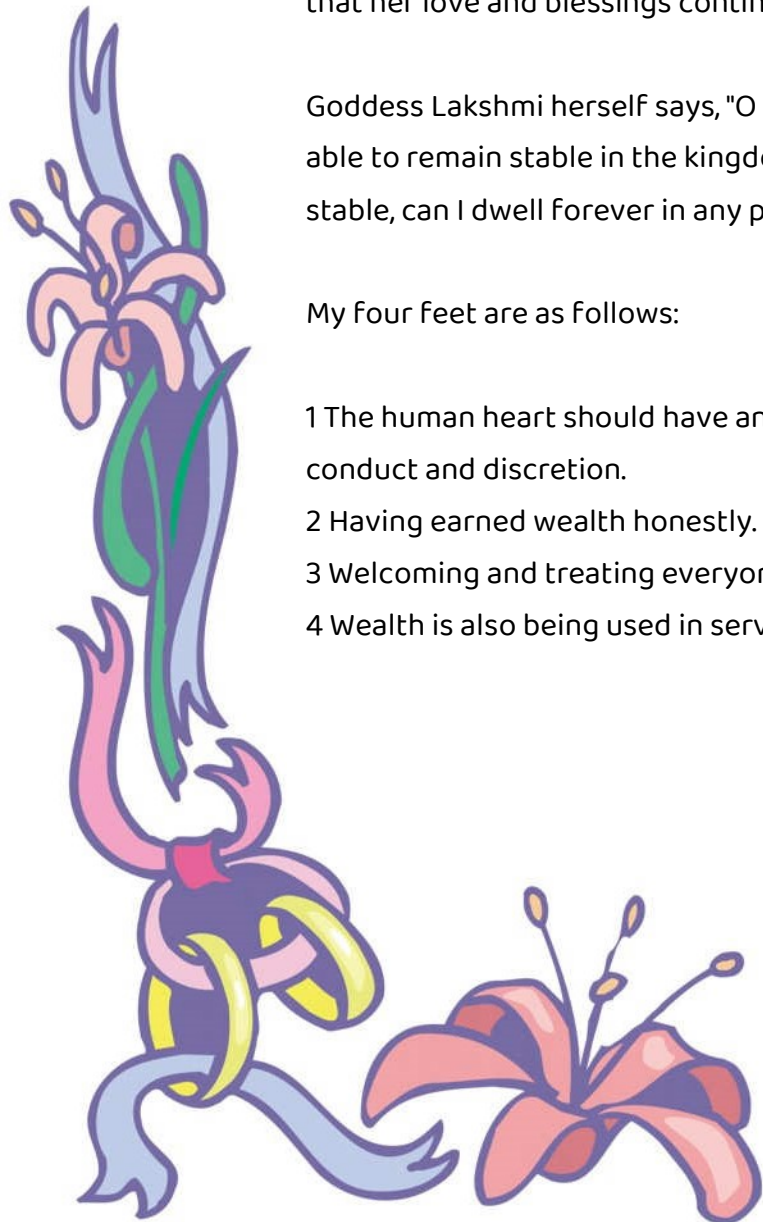 that her love and blessings contin
Goddess Lakshmi herself says, "O
able to remain stable in the kingd
stable, can I dwell forever in any p
My four feet are as follows:
1 The human heart should have an
conduct and discretion.
2 Having earned wealth honestly.
3 Welcoming and treating everyon
4 Wealth is also being used in serv